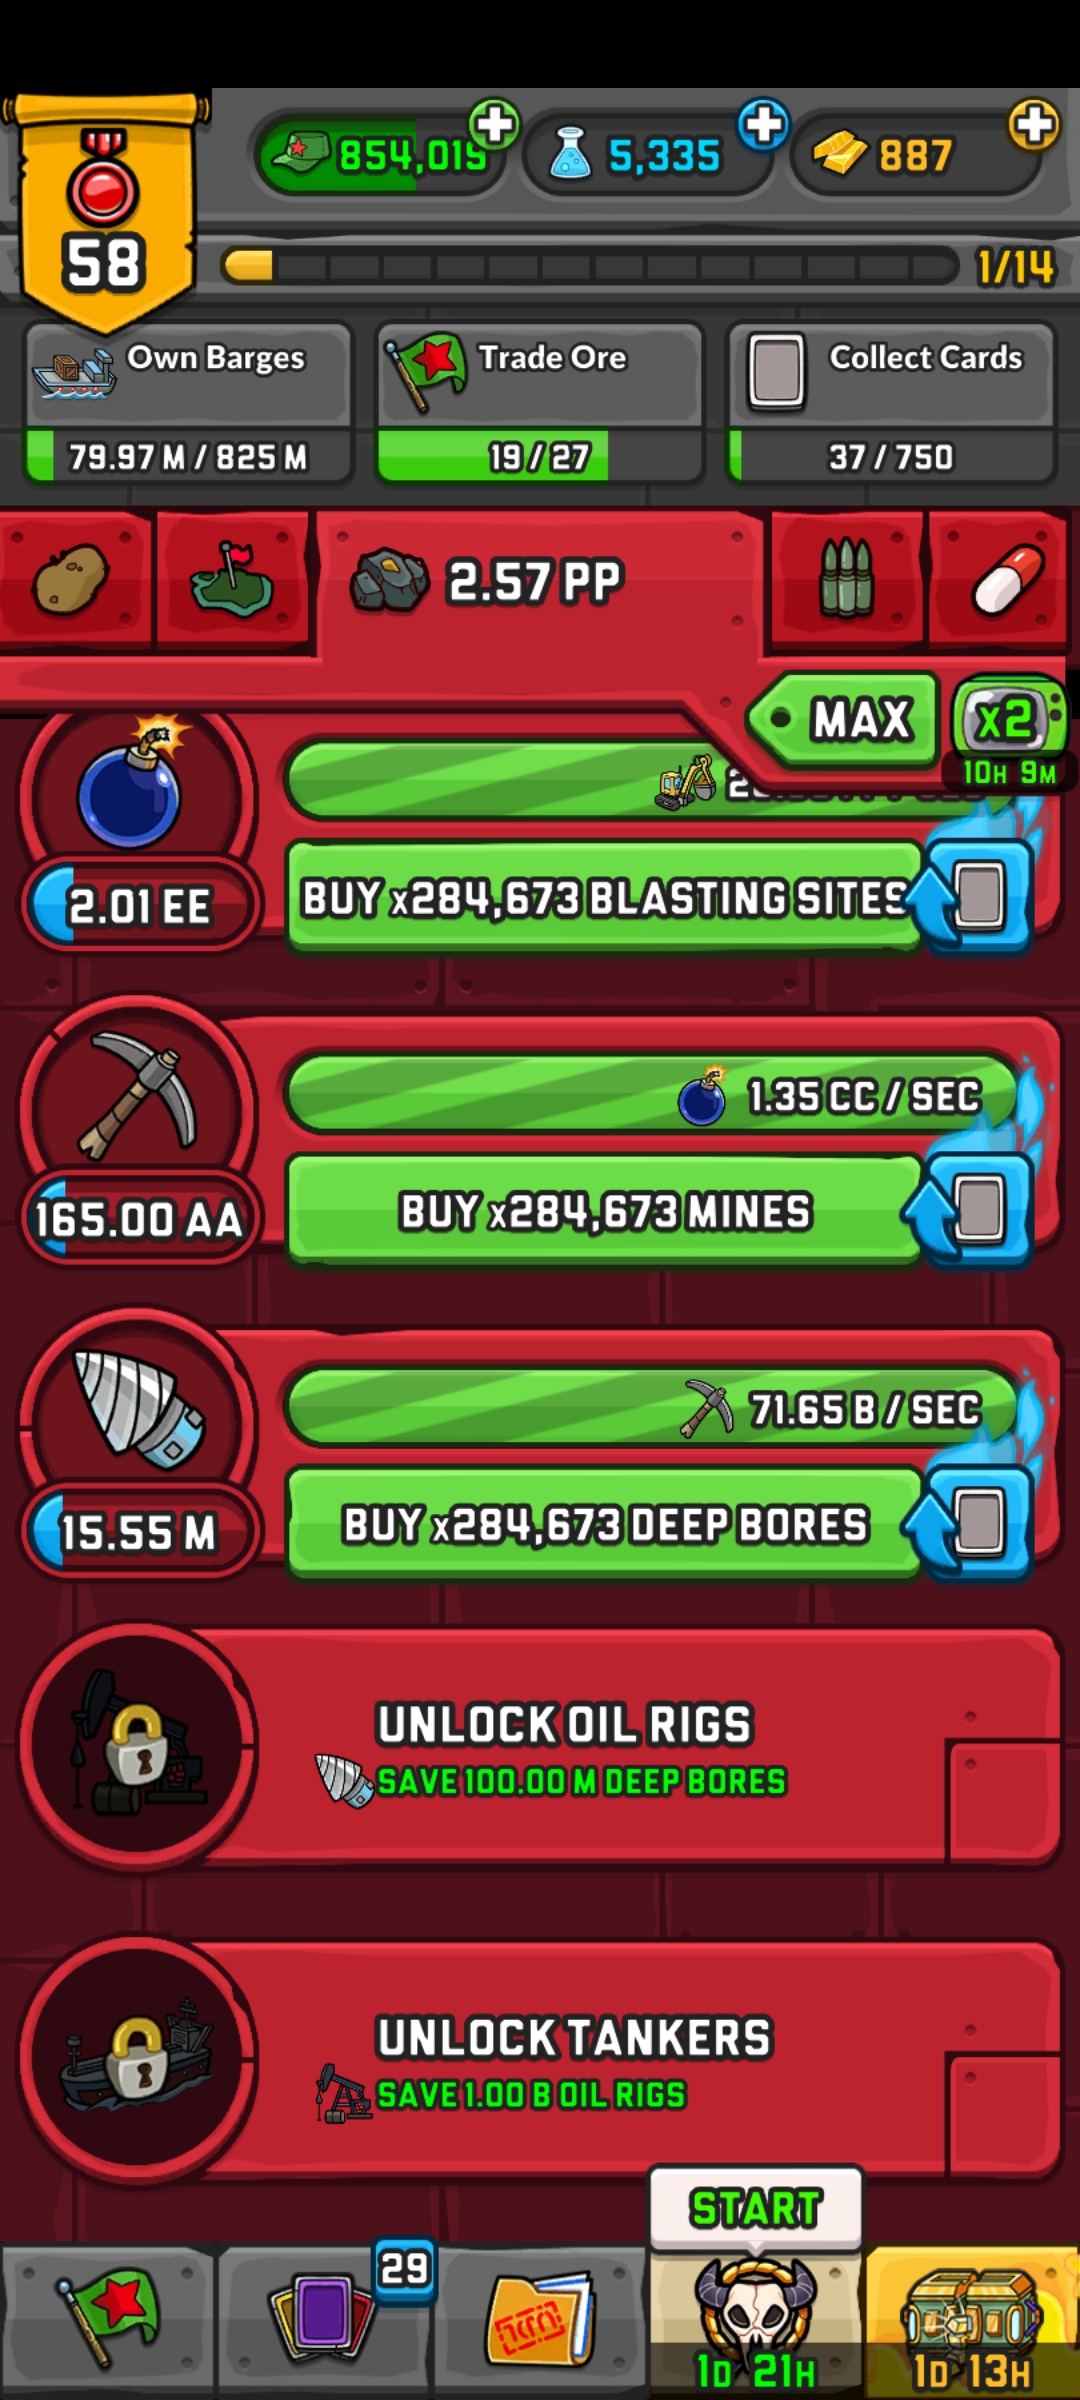 854,019
5,335
887
58
1/14
Own Barges
Trade Ore
Collect Cards
79.97 M / 825 M
19 / 27
37 / 750
2.57 PP
MAX
x2
10H 9M
2.01 EE
BUY x284,673 BLASTING SITES
1.35 CC / SEC
165.00 AA
BUY x284,673 MINES
71.65 B / SEC
15.55 M
BUY x284,673 DEEP BORES
UNLOCK OIL RIGS
SAVE 100.00 M DEEP BORES
UNLOCK TANKERS
SAVE 1.00 B OIL RIGS
START
29
1D 21H
1D 13H